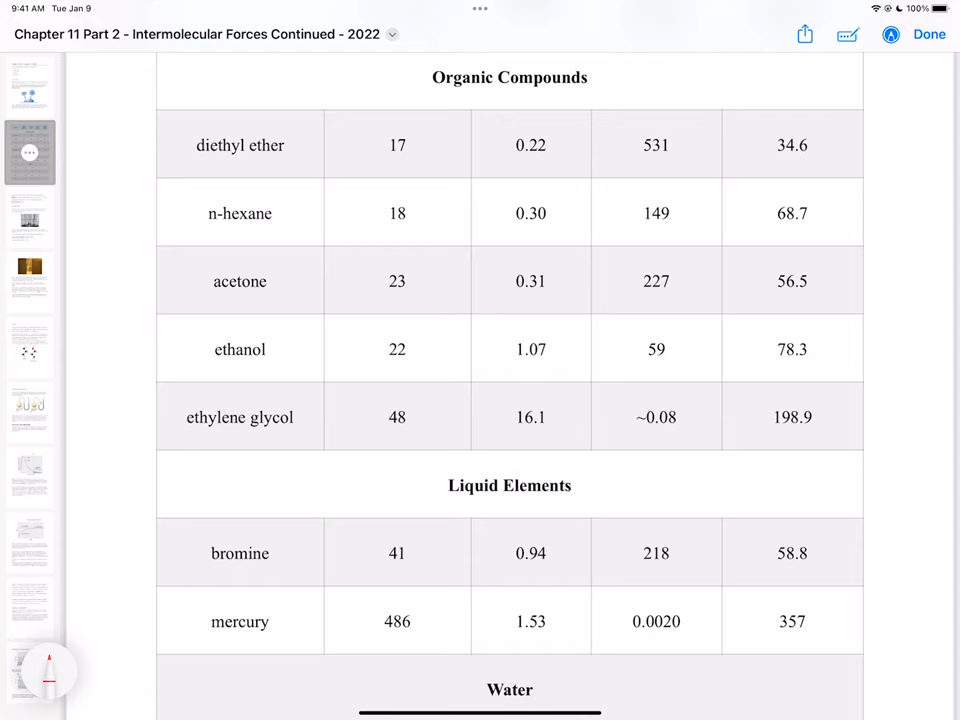 9:41 AM Tue Jan 9
100%
Chapter 11 Part 2 - Intermolecular Forces Continued - 2022
Done
Organic Compounds
diethyl ether 17 0.22 531 34.6
n-hexane 18 0.30 149 68.7
acetone 23 0.31 227 56.5
ethanol 22 1.07 59 78.3
ethylene glycol 48 16.1 ~0.08 198.9
Liquid Elements
bromine 41 0.94 218 58.8
mercury 486 1.53 0.0020 357
Water